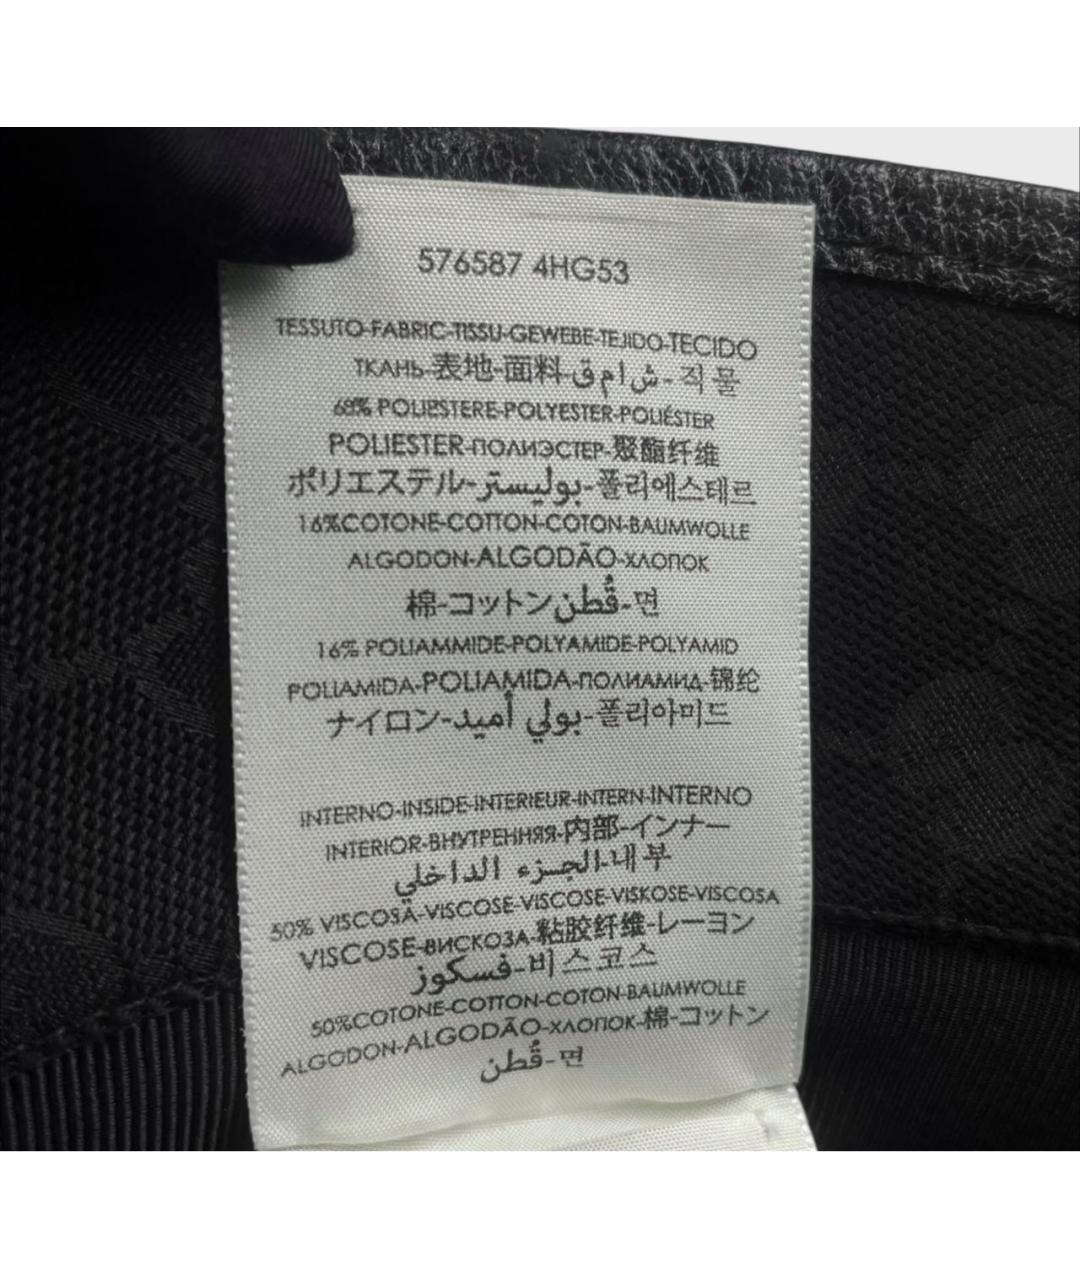 576587 4HG53
TESSUTO-FABRIC-TISSU-GEWEBE-TEJIDO-TECIDO
ТКАНЬ-表地-面料-ش ا م ق-직물
68% POLIESTERE-POLYESTER-POLIÉSTER
POLIESTER-ПОЛИЭСТЕР-聚酯纤维
ポリエステル-بوليستر-폴리에스테르
16%COTONE-COTTON-COTON-BAUMWOLLE
ALGODON-ALGODÃO-ХЛОПОК
棉-コットン-قُطن-면
16% POLIAMMIDE-POLYAMIDE-POLYAMID
POLIAMIDA-POLIAMIDA-ПОЛИАМИД-锦纶
ナイロン-بولي أميد-폴리아미드
INTERNO-INSIDE-INTERIEUR-INTERN-INTERNO
INTERIOR-ВНУТРЕННЯЯ-内部-インナー
الجزء الداخلي-내부
50% VISCOSA-VISCOSE-VISCOSE-VISKOSE-VISCOSA
VISCOSE-ВИСКОЗА-粘胶纤维-レーヨン
فسكوز-비스코스
50%COTONE-COTTON-COTON-BAUMWOLLE
ALGODON-ALGODÃO-ХЛОПОК-棉-コットン
قُطن-면